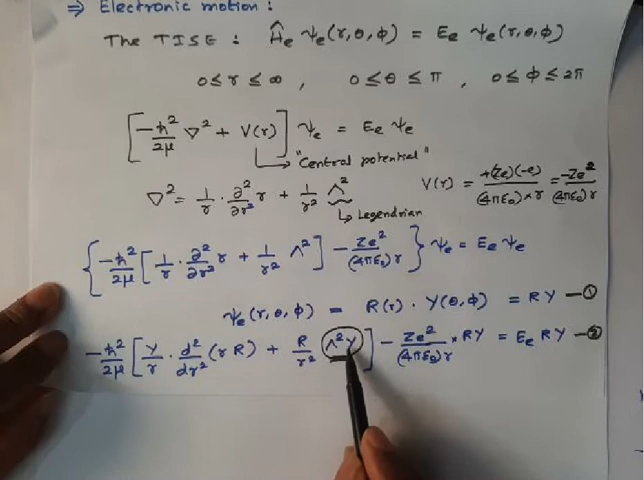 ⇒ Electronic motion:
The TISE: Ĥₑ ψₑ(r,θ,ϕ) = Eₑ ψₑ(r,θ,ϕ)
0≤r≤∞, 0≤θ≤π, 0≤ϕ≤2π
[-ħ²/2μ ∇² + V(r)] ψₑ = Eₑ ψₑ
↳ "Central potential"
∇² = 1/r · ∂²/∂r² r + 1/r² Λ² V(r) = +(Ze)(-e)/(4πε₀)×r = -Ze²/(4πε₀)r
↳ Legendrian
{-ħ²/2μ [1/r · ∂²/∂r² r + 1/r² Λ²] - Ze²/(4πε₀)r} ψₑ = Eₑ ψₑ
ψₑ(r,θ,ϕ) = R(r)·Y(θ,ϕ) = RY —①
-ħ²/2μ [Y/r · d²/dr² (rR) + R/r² (Λ²Y)] - Ze²/(4πε₀)r × RY = Eₑ RY —②